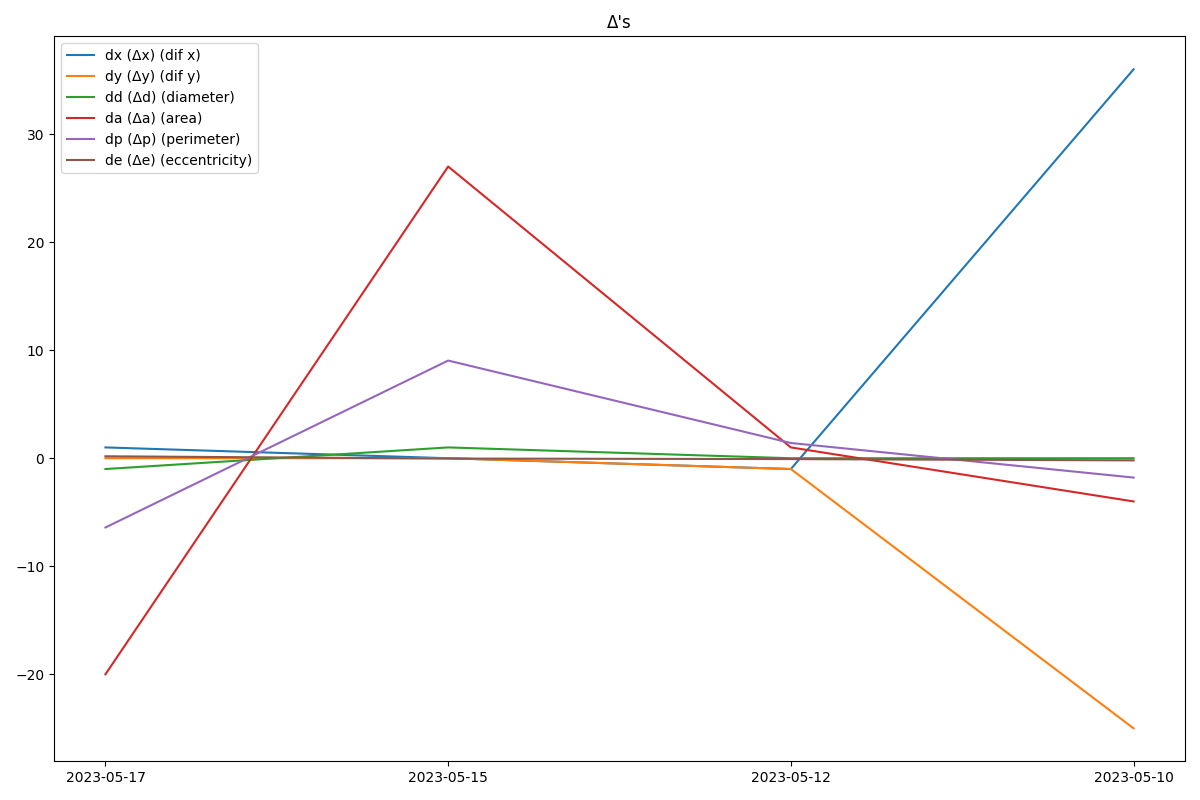 Δ's
dx (Δx) (dif x)
dy (Δy) (dif y)
dd (Δd) (diameter)
da (Δa) (area)
dp (Δp) (perimeter)
de (Δe) (eccentricity)
30
20
10
0
−10
−20
2023-05-17 2023-05-15 2023-05-12 2023-05-10